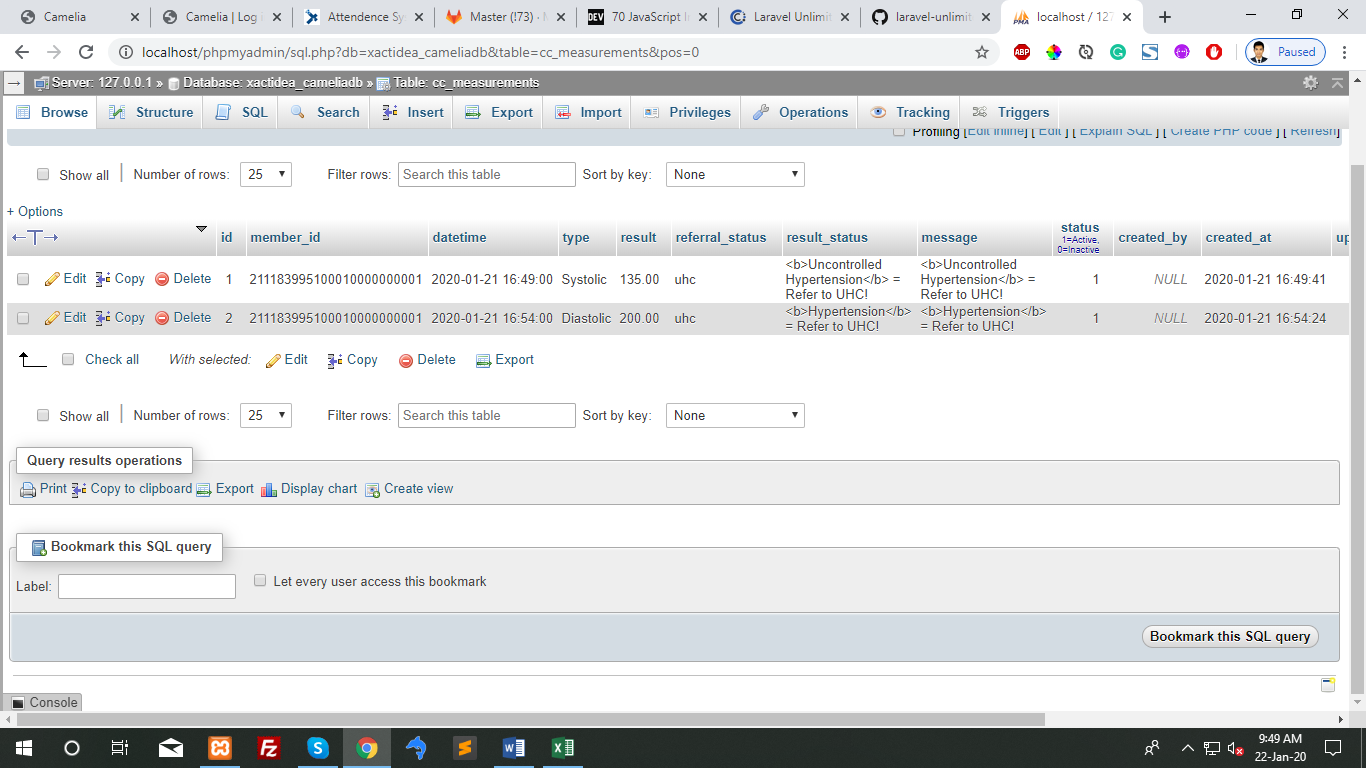 Camelia
Camelia | Log
Attendence Sy
Master (!73) · M
DEV 70 JavaScript In
Laravel Unlimit
laravel-unlimit
PMA localhost / 127
localhost/phpmyadmin/sql.php?db=xactidea_cameliadb&table=cc_measurements&pos=0
ABP
Paused
Server: 127.0.0.1 » Database: xactidea_cameliadb » Table: cc_measurements
Browse Structure SQL Search Insert Export Import Privileges Operations Tracking Triggers
Profiling [Edit inline] [ Edit ] [ Explain SQL ] [ Create PHP code ] [ Refresh]
Show all Number of rows: 25 Filter rows: Search this table Sort by key: None
+ Options
id member_id datetime type result referral_status result_status message status 1=Active, 0=Inactive created_by created_at up
Edit Copy Delete 1 211183995100010000000001 2020-01-21 16:49:00 Systolic 135.00 uhc <b>Uncontrolled Hypertension</b> = Refer to UHC! <b>Uncontrolled Hypertension</b> = Refer to UHC! 1 NULL 2020-01-21 16:49:41
Edit Copy Delete 2 211183995100010000000001 2020-01-21 16:54:00 Diastolic 200.00 uhc <b>Hypertension</b> = Refer to UHC! <b>Hypertension</b> = Refer to UHC! 1 NULL 2020-01-21 16:54:24
Check all With selected: Edit Copy Delete Export
Show all Number of rows: 25 Filter rows: Search this table Sort by key: None
Query results operations
Print Copy to clipboard Export Display chart Create view
Bookmark this SQL query
Label: Let every user access this bookmark
Bookmark this SQL query
Console
9:49 AM
22-Jan-20